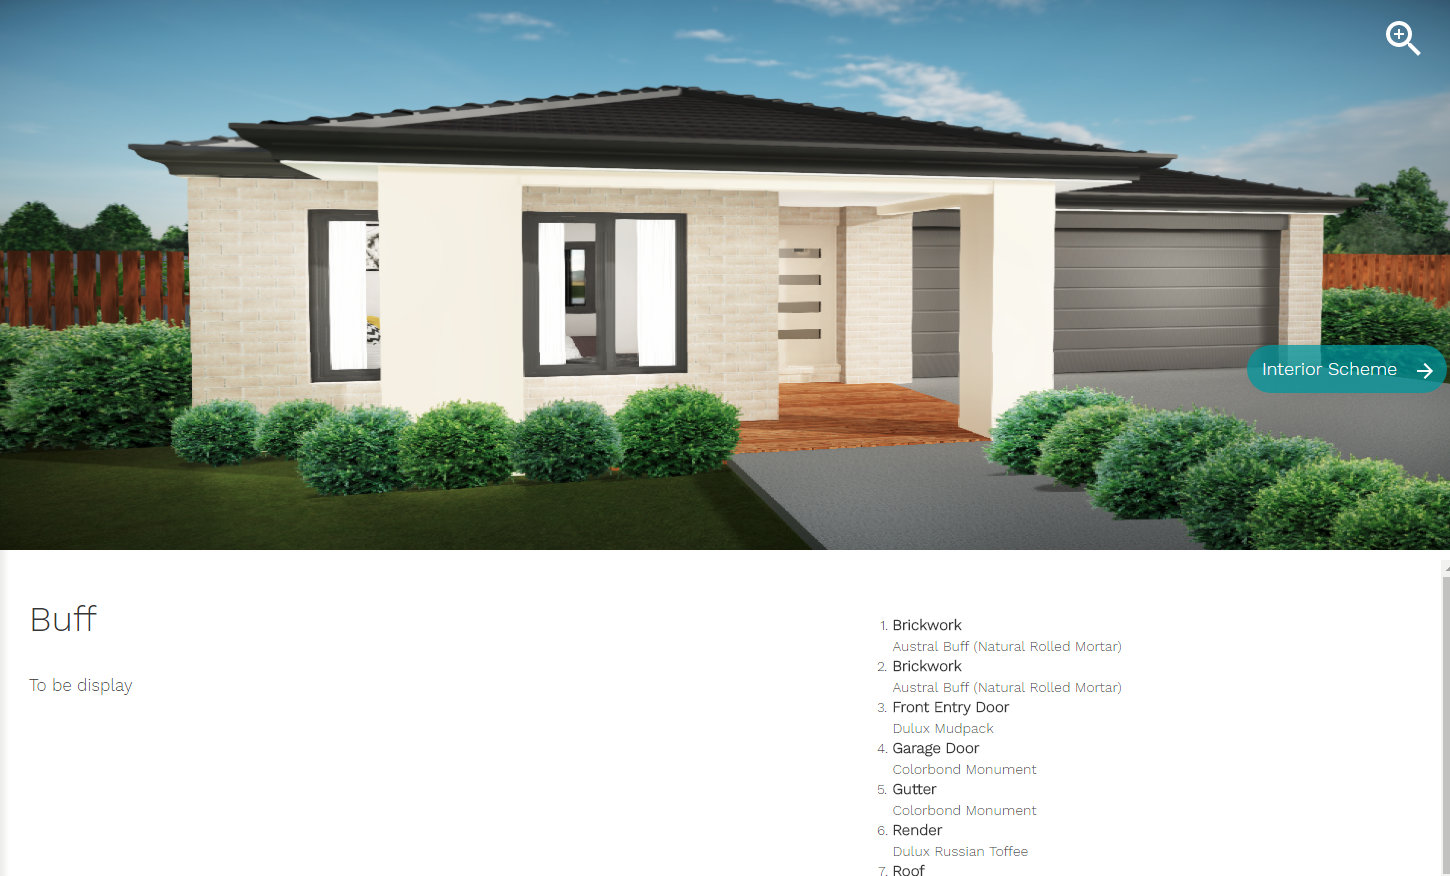 Interior Scheme
Buff
To be display
1. Brickwork
Austral Buff (Natural Rolled Mortar)
2. Brickwork
Austral Buff (Natural Rolled Mortar)
3. Front Entry Door
Dulux Mudpack
4. Garage Door
Colorbond Monument
5. Gutter
Colorbond Monument
6. Render
Dulux Russian Toffee
7. Roof